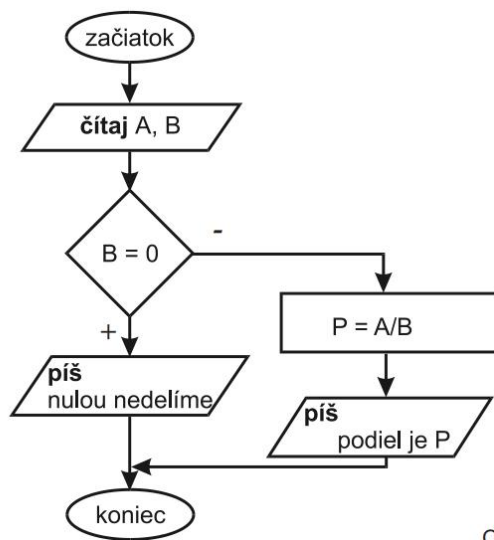 začiatok
čítaj A, B
B = 0
-
+
P = A/B
píš
nulou nedelíme
píš
podiel je P
koniec